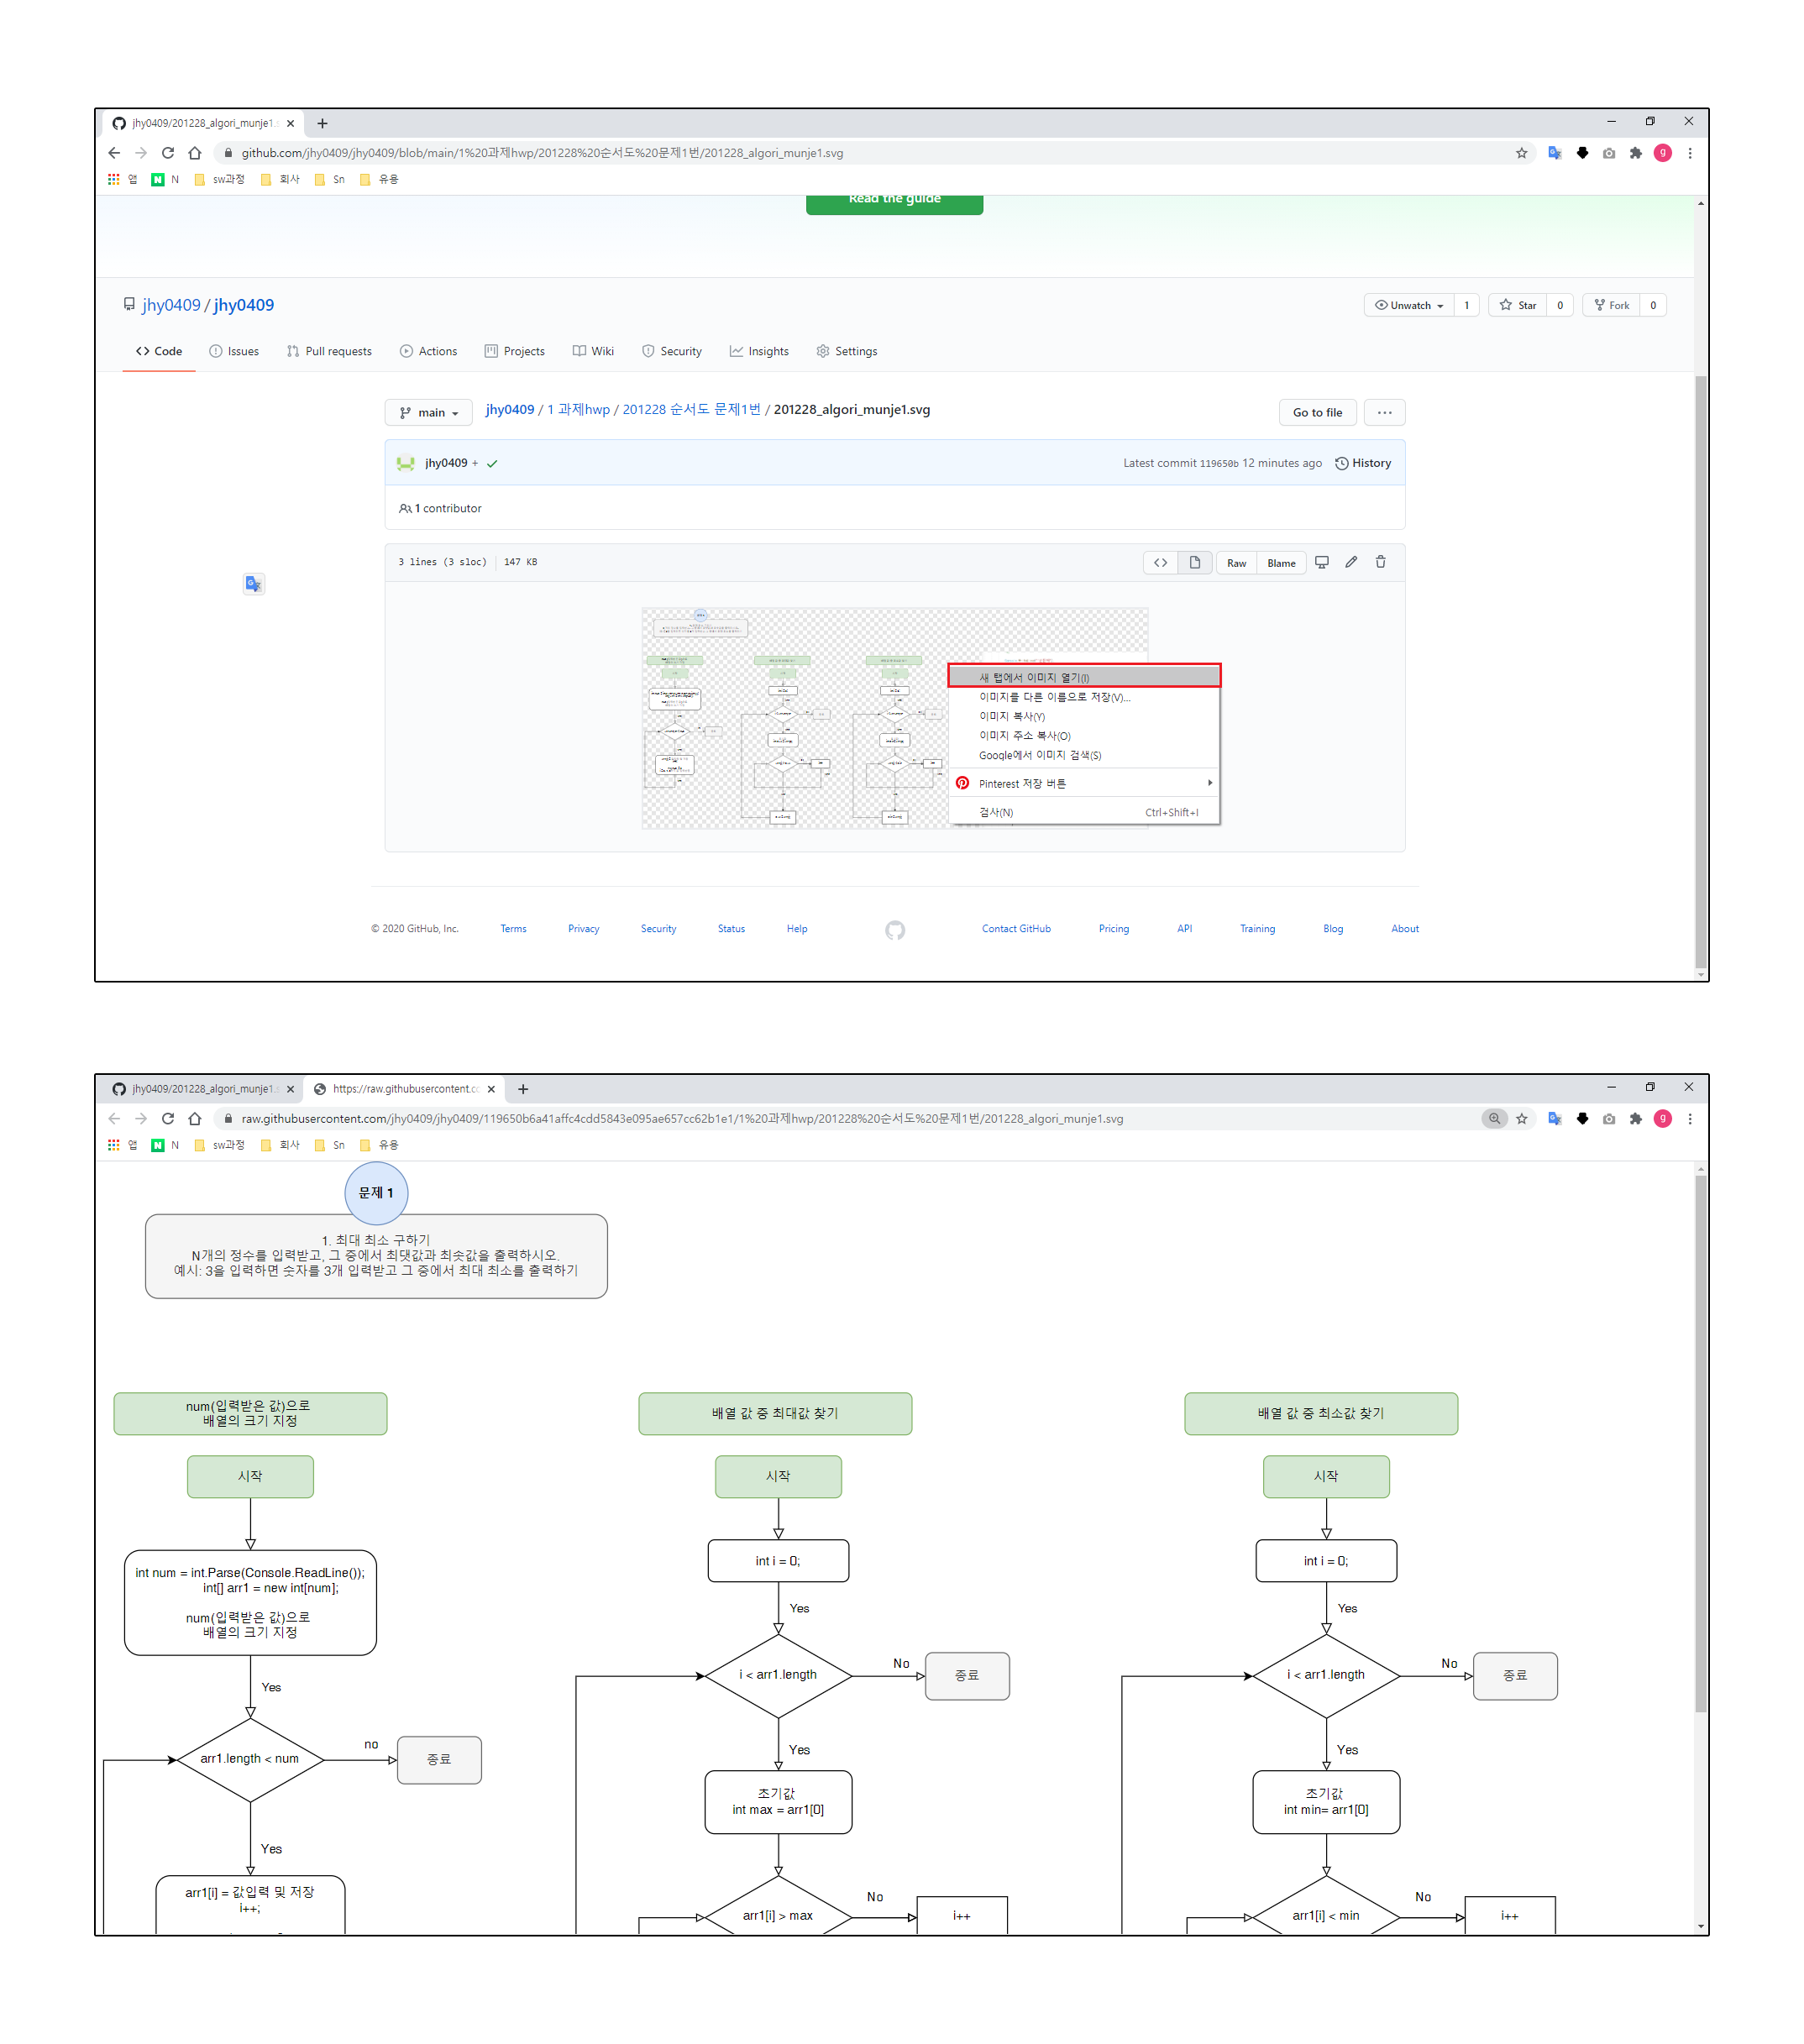 jhy0409/201228_algori_munje1.s
github.com/jhy0409/jhy0409/blob/main/1%20과제hwp/201228%20순서도%20문제1번/201228_algori_munje1.svg
앱 N N sw과정 회사 Sn 유용
Read the guide
jhy0409 / jhy0409
Unwatch 1 Star 0 Fork 0
Code Issues Pull requests Actions Projects Wiki Security Insights Settings
main jhy0409 / 1 과제hwp / 201228 순서도 문제1번 / 201228_algori_munje1.svg Go to file ...
jhy0409 + Latest commit 119650b 12 minutes ago History
1 contributor
3 lines (3 sloc) 147 KB <> Raw Blame
새 탭에서 이미지 열기(I)
이미지를 다른 이름으로 저장(V)...
이미지 복사(Y)
이미지 주소 복사(O)
Google에서 이미지 검색(S)
Pinterest 저장 버튼
검사(N) Ctrl+Shift+I
© 2020 GitHub, Inc. Terms Privacy Security Status Help Contact GitHub Pricing API Training Blog About
jhy0409/201228_algori_munje1.s https://raw.githubusercontent.cc
raw.githubusercontent.com/jhy0409/jhy0409/119650b6a41affc4cdd5843e095ae657cc62b1e1/1%20과제hwp/201228%20순서도%20문제1번/201228_algori_munje1.svg
앱 N N sw과정 회사 Sn 유용
문제 1
1. 최대 최소 구하기
N개의 정수를 입력받고, 그 중에서 최댓값과 최솟값을 출력하시오.
예시: 3을 입력하면 숫자를 3개 입력받고 그 중에서 최대 최소를 출력하기
num(입력받은 값)으로
배열의 크기 지정
시작
int num = int.Parse(Console.ReadLine());
int[] arr1 = new int[num];
num(입력받은 값)으로
배열의 크기 지정
Yes
arr1.length < num
no
종료
Yes
arr1[i] = 값입력 및 저장
i++;
배열 값 중 최대값 찾기
시작
int i = 0;
Yes
i < arr1.length
No
종료
Yes
초기값
int max = arr1[0]
arr1[i] > max
No
i++
배열 값 중 최소값 찾기
시작
int i = 0;
Yes
i < arr1.length
No
종료
Yes
초기값
int min= arr1[0]
arr1[i] < min
No
i++